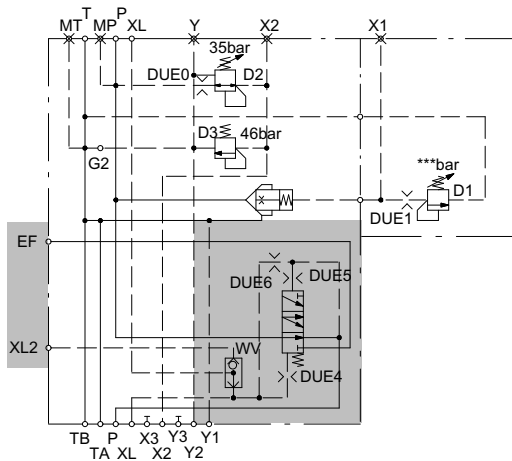 MT T MP P XL Y X2 X1
35bar
DUE0 D2
D3 46bar
G2
***bar
D1
DUE1
EF
DUE5
DUE6
XL2
WV
DUE4
TB TA P XL X3 X2 Y3 Y2 Y1